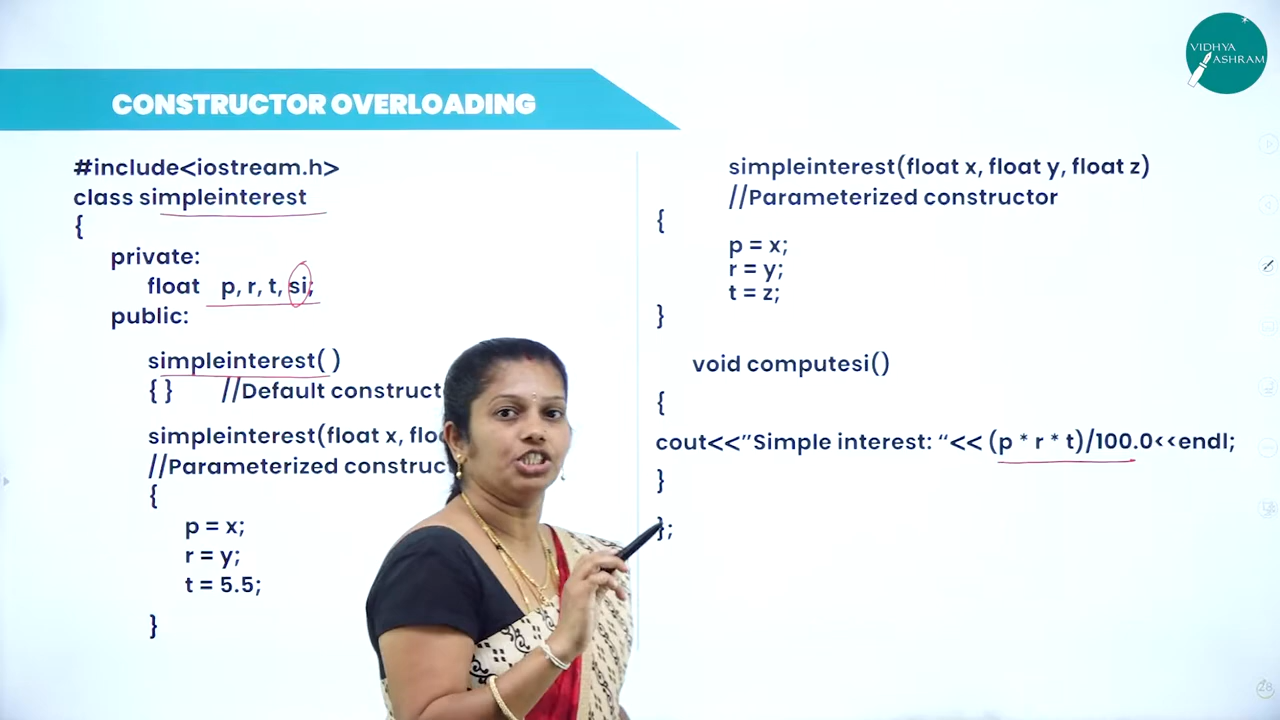 VIDHYA
ASHRAM
CONSTRUCTOR OVERLOADING
#include<iostream.h>
class simpleinterest
{
private:
float p, r, t, si;
public:
simpleinterest( )
{ } //Default construct
simpleinterest(float x, flo
//Parameterized construct
{
p = x;
r = y;
t = 5.5;
}
simpleinterest(float x, float y, float z)
//Parameterized constructor
{
p = x;
r = y;
t = z;
}
void computesi()
{
cout<<”Simple interest: “<< (p * r * t)/100.0<<endl;
}
};
28